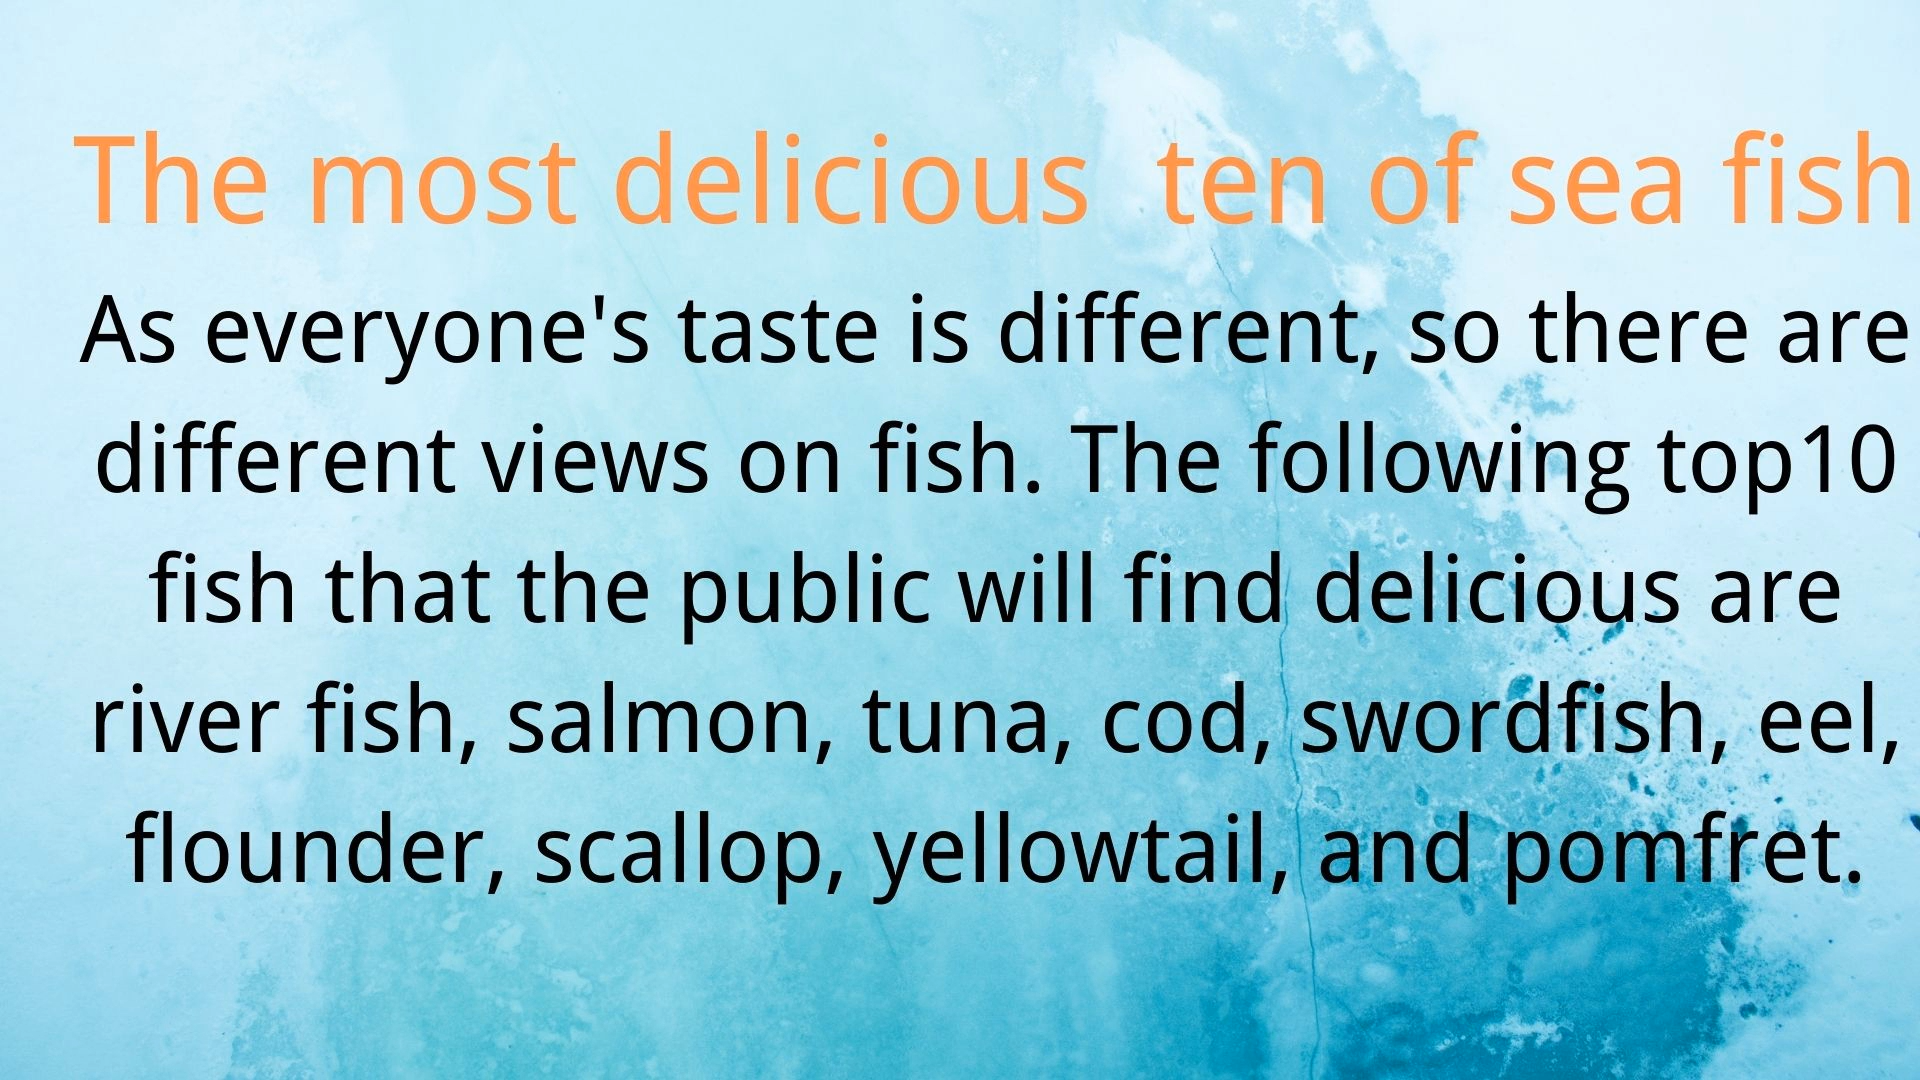 The most delicious  ten of sea fish
As everyone's taste is different, so there are
different views on fish. The following top10
fish that the public will find delicious are
river fish, salmon, tuna, cod, swordfish, eel,
flounder, scallop, yellowtail, and pomfret.